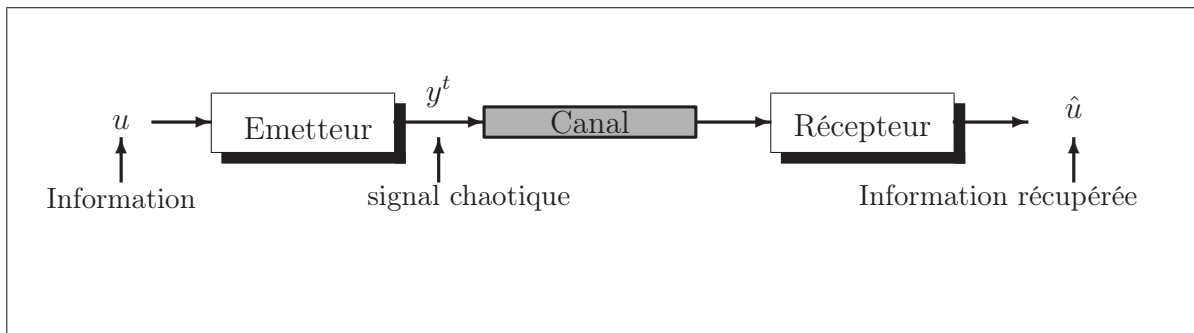 y^t
u
Emetteur
Canal
Récepteur
û
Information
signal chaotique
Information récupérée